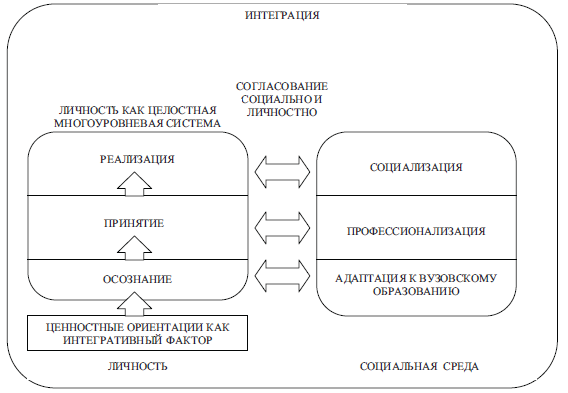 ИНТЕГРАЦИЯ
СОГЛАСОВАНИЕ
СОЦИАЛЬНО И
ЛИЧНОСТНО
ЛИЧНОСТЬ КАК ЦЕЛОСТНАЯ
МНОГОУРОВНЕВАЯ СИСТЕМА
РЕАЛИЗАЦИЯ
СОЦИАЛИЗАЦИЯ
ПРИНЯТИЕ
ПРОФЕССИОНАЛИЗАЦИЯ
ОСОЗНАНИЕ
АДАПТАЦИЯ К ВУЗОВСКОМУ
ОБРАЗОВАНИЮ
ЦЕННОСТНЫЕ ОРИЕНТАЦИИ КАК
ИНТЕГРАТИВНЫЙ ФАКТОР
ЛИЧНОСТЬ
СОЦИАЛЬНАЯ СРЕДА